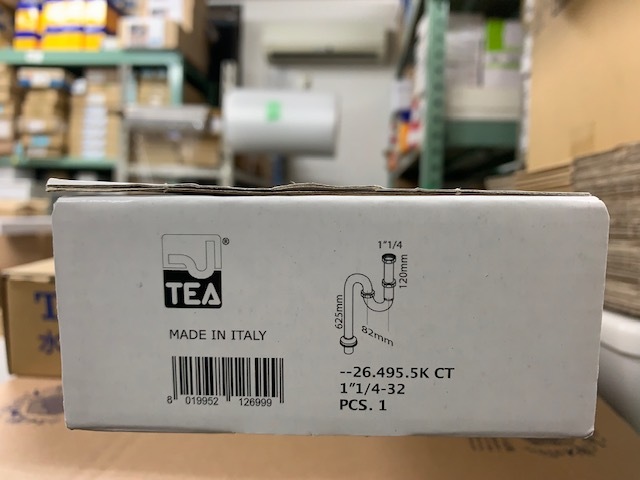 TEA
®
MADE IN ITALY
8 019952 126999
1"1/4
120mm
625mm
82mm
--26.495.5K CT
1"1/4-32
PCS. 1
T
水